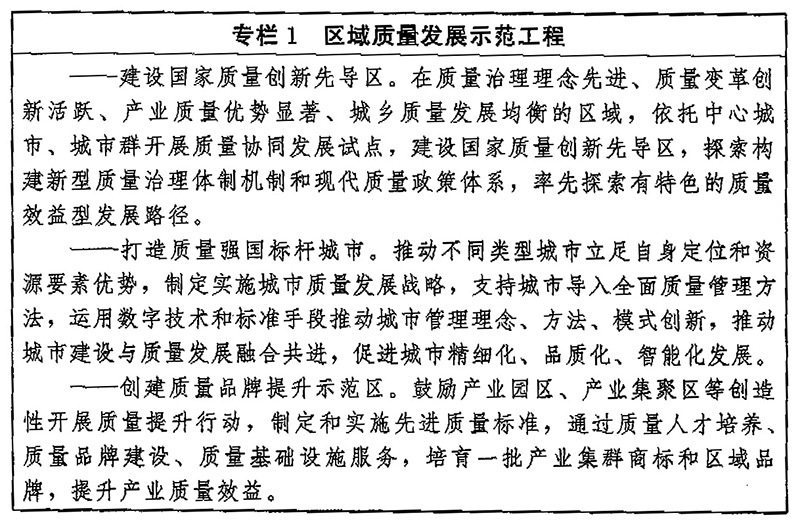 专栏1 区域质量发展示范工程
——建设国家质量创新先导区。在质量治理理念先进、质量变革创
新活跃、产业质量优势显著、城乡质量发展均衡的区域，依托中心城
市、城市群开展质量协同发展试点，建设国家质量创新先导区，探索构
建新型质量治理体制机制和现代质量政策体系，率先探索有特色的质量
效益型发展路径。
——打造质量强国标杆城市。推动不同类型城市立足自身定位和资
源要素优势，制定实施城市质量发展战略，支持城市导入全面质量管理方
法，运用数字技术和标准手段推动城市管理理念、方法、模式创新，推动
城市建设与质量发展融合共进，促进城市精细化、品质化、智能化发展。
——创建质量品牌提升示范区。鼓励产业园区、产业集聚区等创造
性开展质量提升行动，制定和实施先进质量标准，通过质量人才培养、
质量品牌建设、质量基础设施服务，培育一批产业集群商标和区域品
牌，提升产业质量效益。